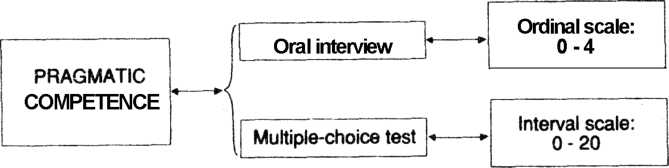 PRAGMATIC
COMPETENCE
Oral interview
Ordinal scale:
0 - 4
Multiple-choice test
Interval scale:
0 - 20